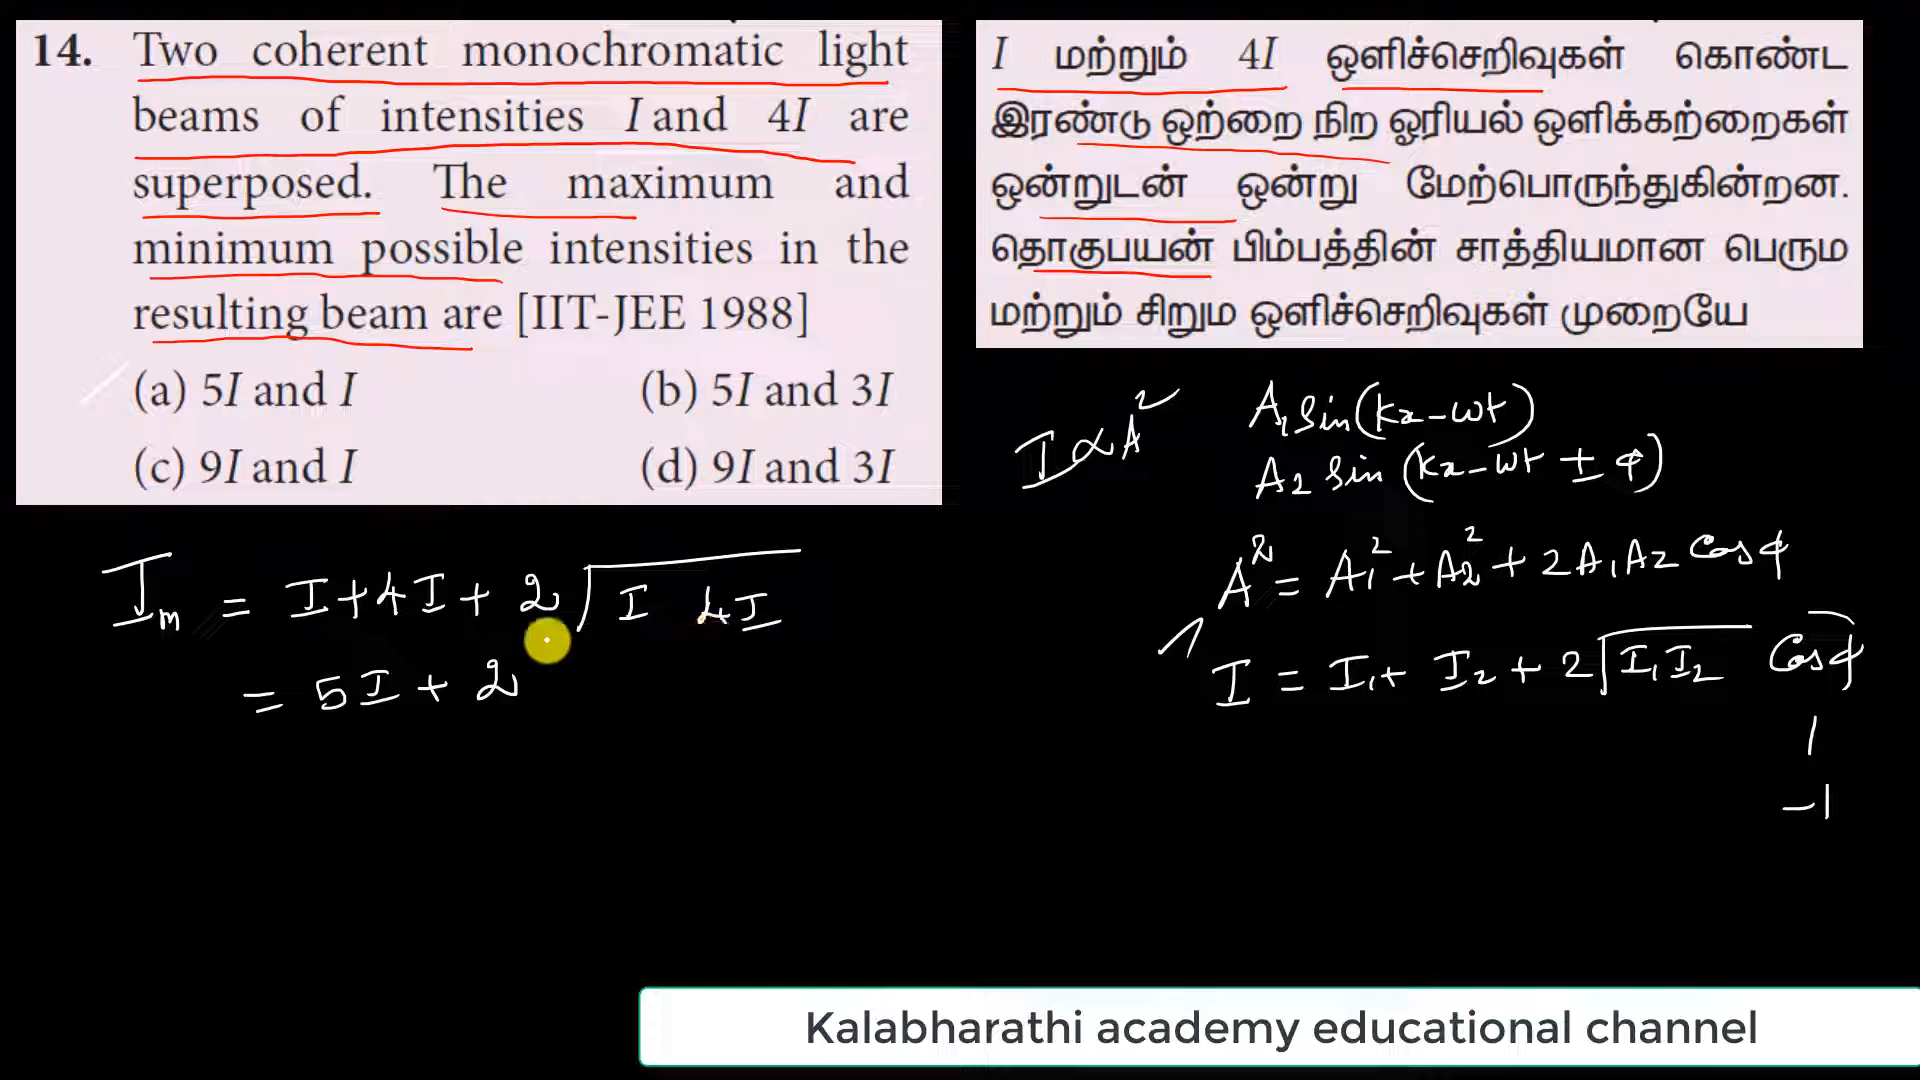 14. Two coherent monochromatic light
beams of intensities I and 4I are
superposed. The maximum and
minimum possible intensities in the
resulting beam are [IIT-JEE 1988]
(a) 5I and I (b) 5I and 3I
(c) 9I and I (d) 9I and 3I
I மற்றும் 4I ஒளிச்செறிவுகள் கொண்ட
இரண்டு ஒற்றை நிற ஓரியல் ஒளிக்கற்றைகள்
ஒன்றுடன் ஒன்று மேற்பொருந்துகின்றன.
தொகுபயன் பிம்பத்தின் சாத்தியமான பெரும
மற்றும் சிறும ஒளிச்செறிவுகள் முறையே
I ∝ A²
A₁ sin(kx-wt)
A₂ sin(kx-wt ± φ)
A² = A₁² + A₂² + 2A₁A₂ cosφ
I = I₁ + I₂ + 2√I₁I₂ cosφ
1
-1
Iₘ = I+4I+ 2√I 4I
= 5I + 2
Kalabharathi academy educational channel